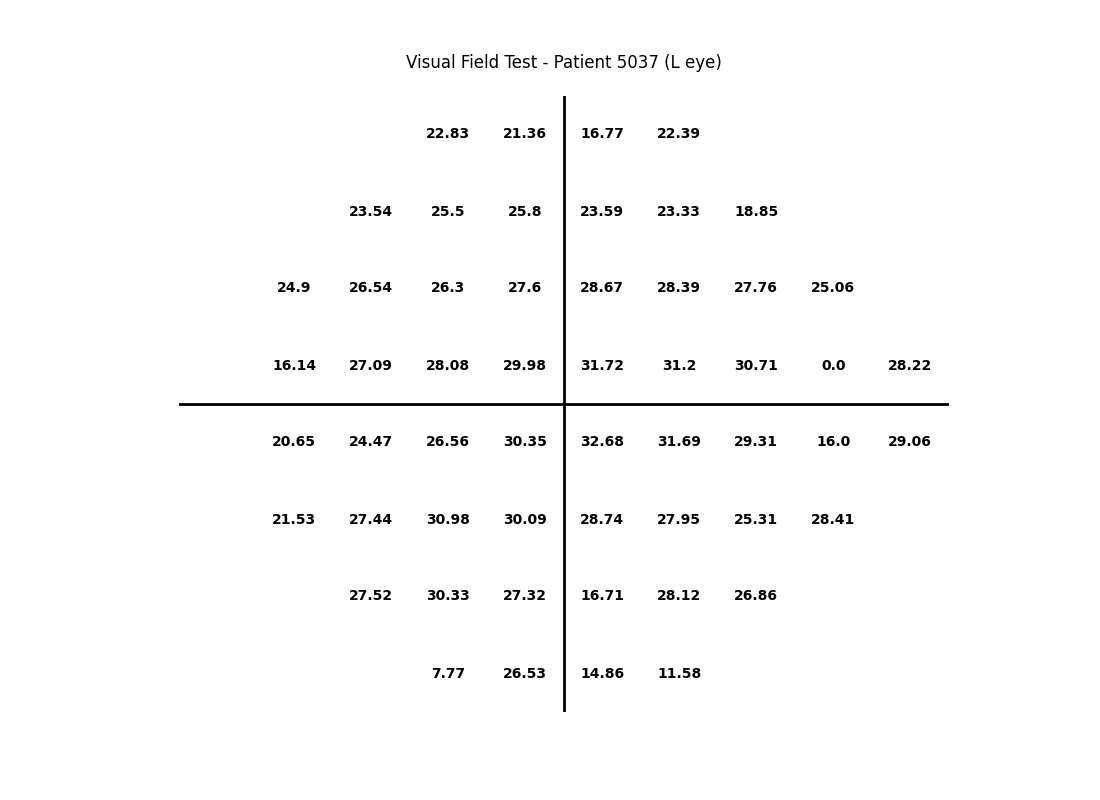 Visual Field Test - Patient 5037 (L eye)
22.83 21.36 16.77 22.39
23.54 25.5 25.8 23.59 23.33 18.85
24.9 26.54 26.3 27.6 28.67 28.39 27.76 25.06
16.14 27.09 28.08 29.98 31.72 31.2 30.71 0.0 28.22
20.65 24.47 26.56 30.35 32.68 31.69 29.31 16.0 29.06
21.53 27.44 30.98 30.09 28.74 27.95 25.31 28.41
27.52 30.33 27.32 16.71 28.12 26.86
7.77 26.53 14.86 11.58